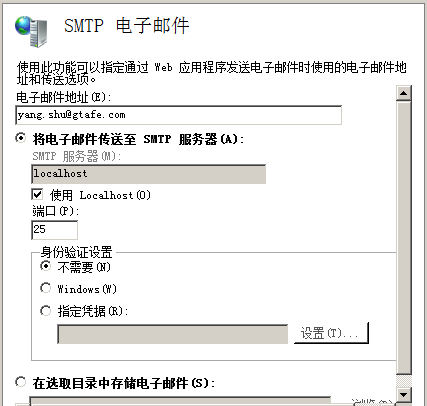 SMTP 电子邮件
使用此功能可以指定通过 Web 应用程序发送电子邮件时使用的电子邮件地
址和传送选项。
电子邮件地址(E):
yang.shu@gtafe.com
将电子邮件传送至 SMTP 服务器(A):
SMTP 服务器(M):
localhost
使用 Localhost(O)
端口(P):
25
身份验证设置
不需要(N)
Windows(W)
指定凭据(R):
设置(T)...
在选取目录中存储电子邮件(S):